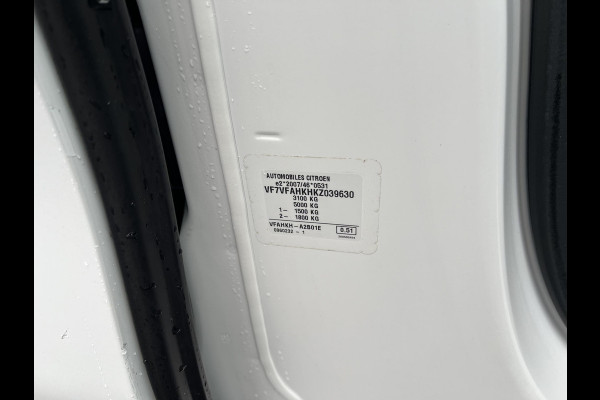 AUTOMOBILES CITROEN
e2*2007/46*0531
VF7VFAHKHKZ039630
3100 KG
5000 KG
1- 1500 KG
2- 1800 KG
VFAHKH-A2B01E
5.51